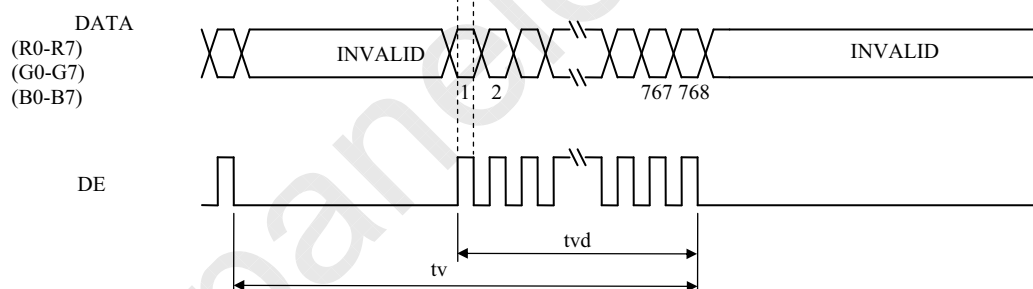 DATA
(R0-R7)
(G0-G7)
(B0-B7)
INVALID
INVALID
1 2 767 768
DE
tvd
tv